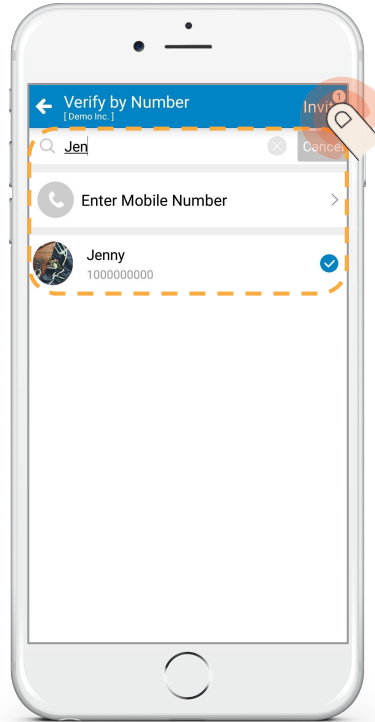 Verify by Number
[ Demo Inc. ]
Invit
1
Jen
Cancel
Enter Mobile Number
Jenny
1000000000